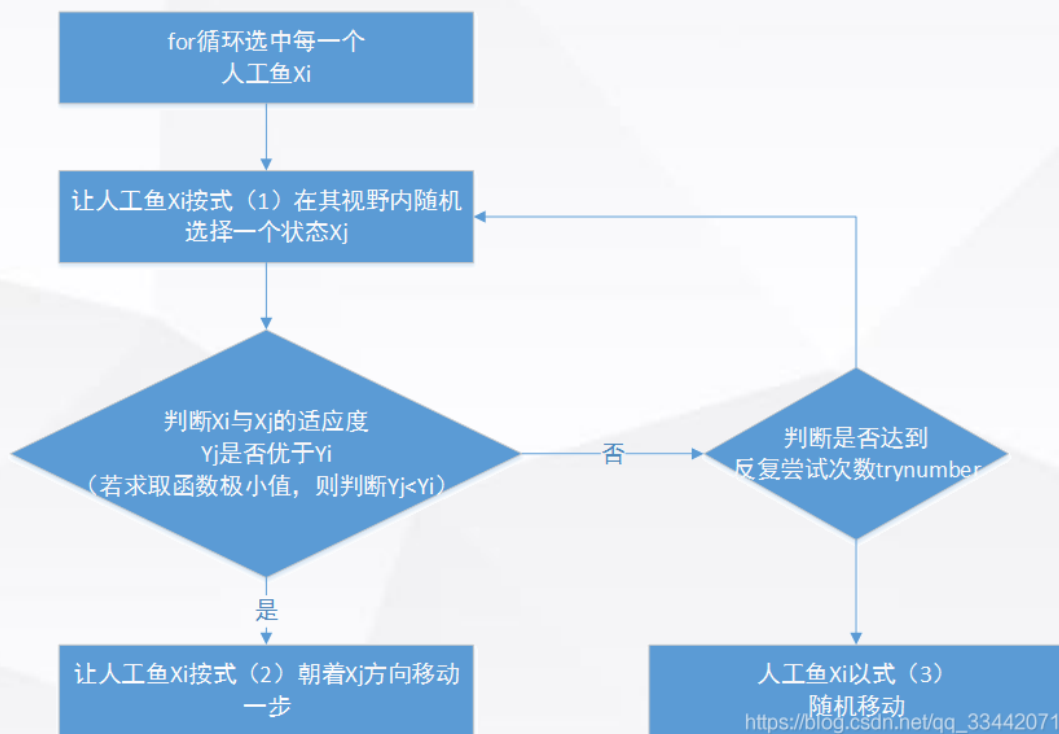 for循环选中每一个
人工鱼Xi
让人工鱼Xi按式（1）在其视野内随机
选择一个状态Xj
判断Xi与Xj的适应度
Yj是否优于Yi
（若求取函数极小值，则判断Yj<Yi）
否
判断是否达到
反复尝试次数trynumber
是
让人工鱼Xi按式（2）朝着Xj方向移动
一步
人工鱼Xi以式（3）
随机移动
https://blog.csdn.net/qq_33442071